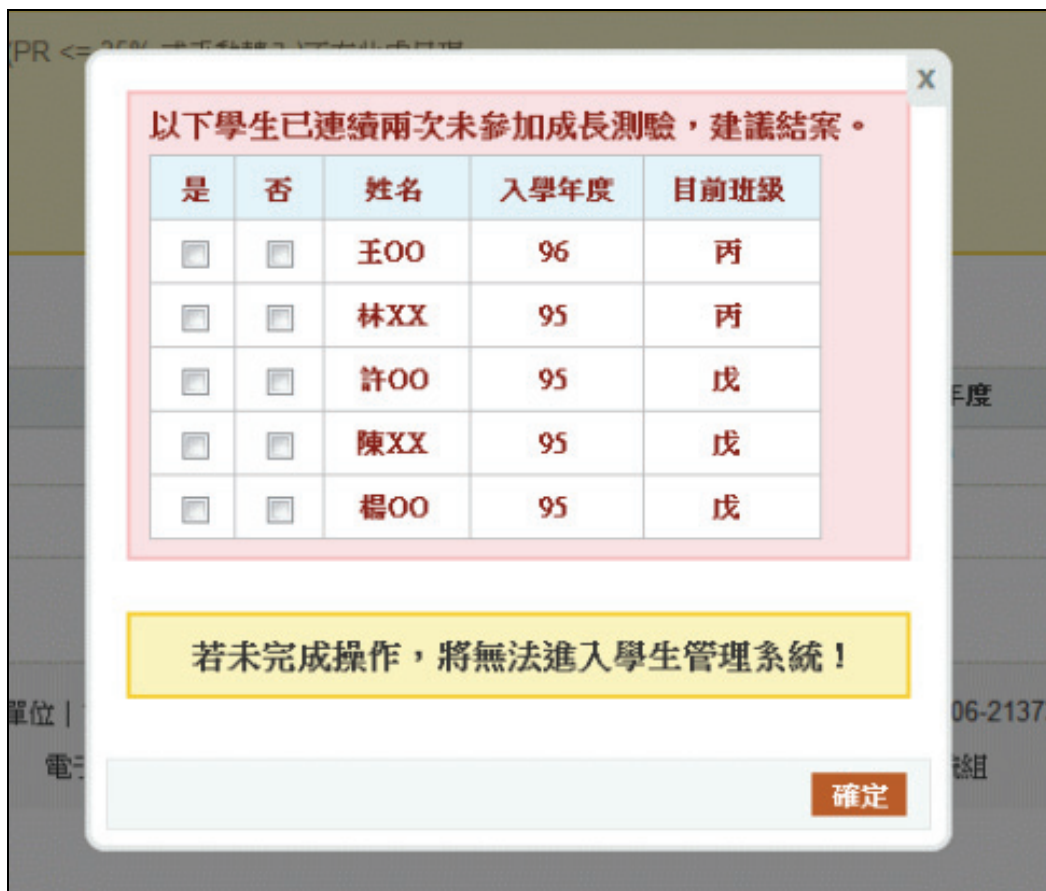 (PR <=
X
以下學生已連續兩次未參加成長測驗，建議結案。
是 否 姓名 入學年度 目前班級
王OO 96 丙
林XX 95 丙
許OO 95 戊
陳XX 95 戊
楊OO 95 戊
年度
若未完成操作，將無法進入學生管理系統！
單位 | 06-2137
電子 組
確定